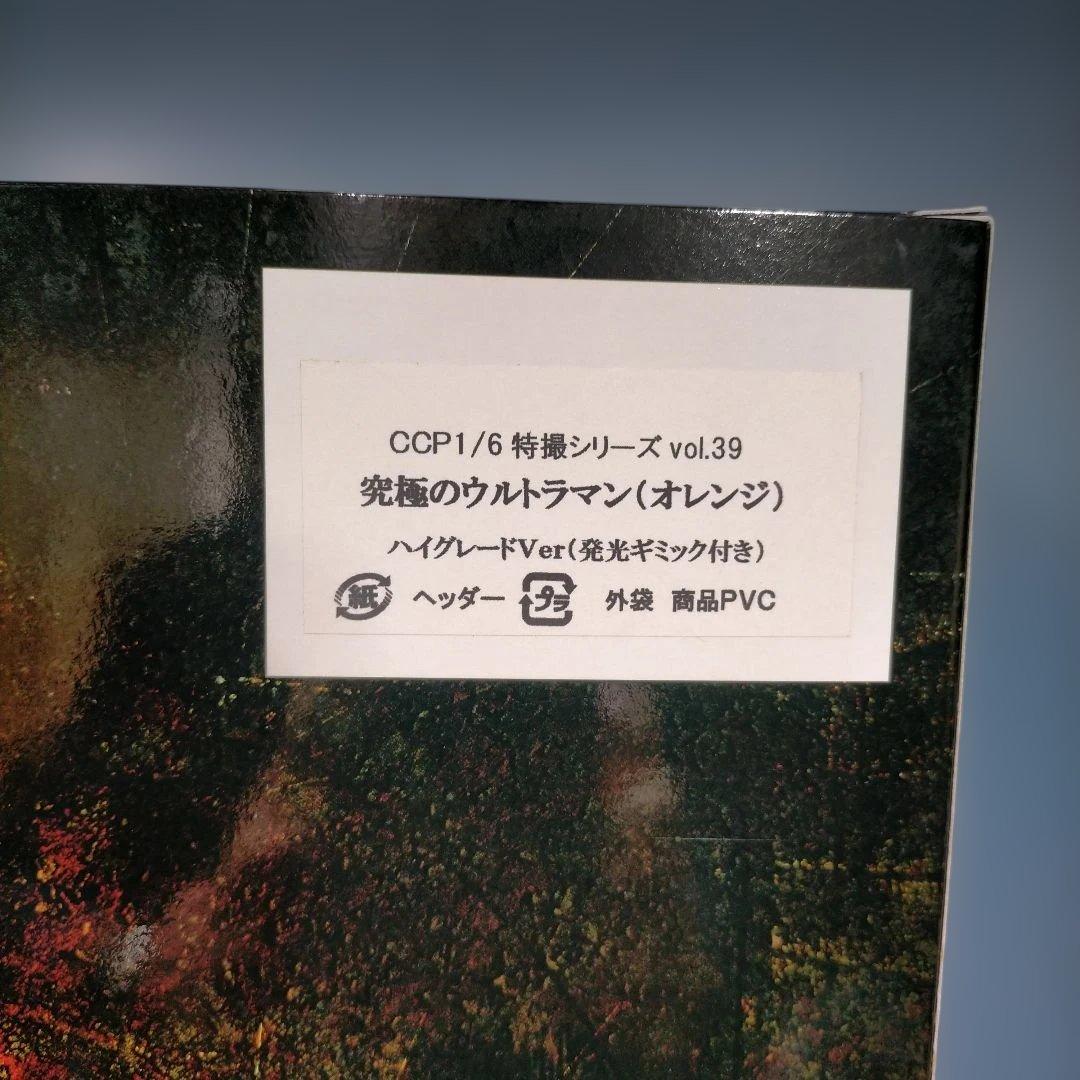 CCP1/6 特撮シリーズ vol.39
究極のウルトラマン(オレンジ)
ハイグレードVer(発光ギミック付き)
紙 ヘッダー プラ 外袋 商品PVC